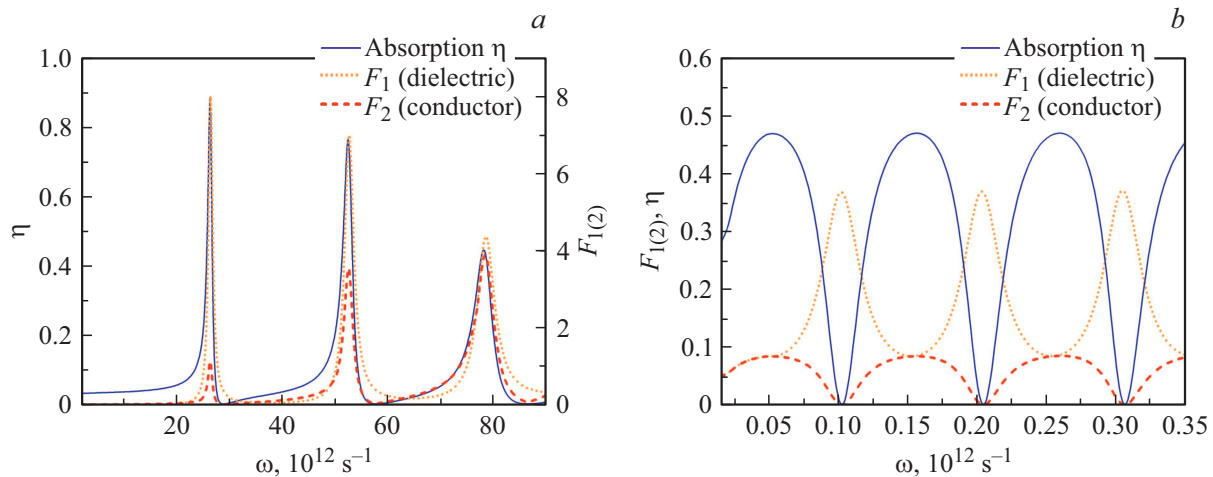 a
Absorption η
F1 (dielectric)
F2 (conductor)
1.0
0.8
0.6
0.4
0.2
0
η
8
6
4
2
0
F1(2)
20
40
60
80
ω, 10^12 s^−1
b
Absorption η
F1 (dielectric)
F2 (conductor)
0.6
0.5
0.4
0.3
0.2
0.1
0
F1(2), η
0.05
0.10
0.15
0.20
0.25
0.30
0.35
ω, 10^12 s^−1